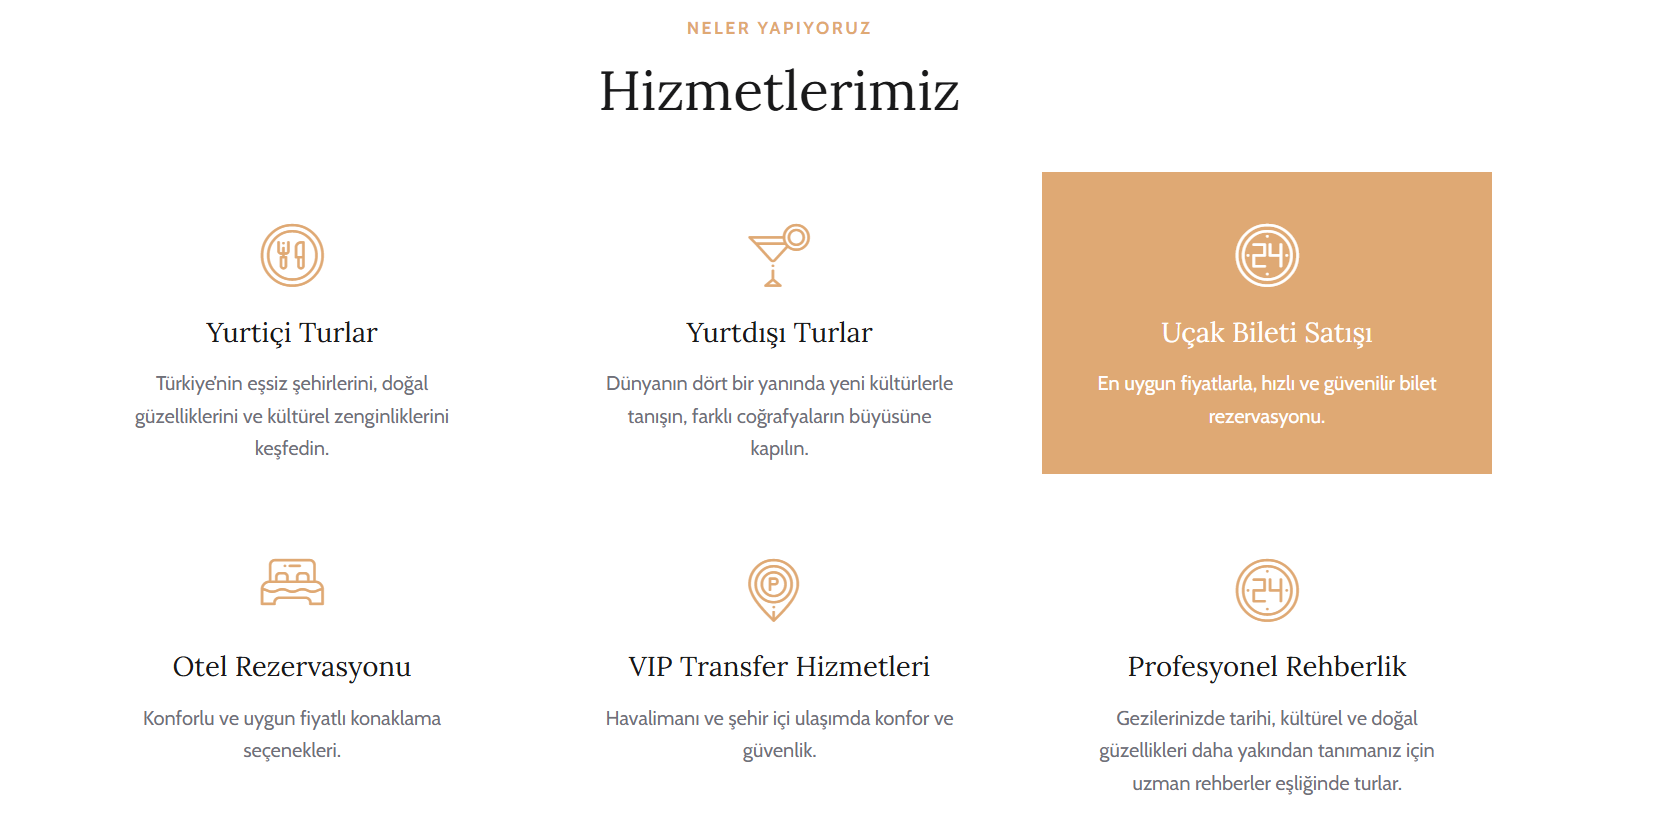 NELER YAPIYORUZ
Hizmetlerimiz
Yurtiçi Turlar
Türkiye'nin eşsiz şehirlerini, doğal
güzelliklerini ve kültürel zenginliklerini
keşfedin.
Yurtdışı Turlar
Dünyanın dört bir yanında yeni kültürlerle
tanışın, farklı coğrafyaların büyüsüne
kapılın.
24
Uçak Bileti Satışı
En uygun fiyatlarla, hızlı ve güvenilir bilet
rezervasyonu.
Otel Rezervasyonu
Konforlu ve uygun fiyatlı konaklama
seçenekleri.
P
VIP Transfer Hizmetleri
Havalimanı ve şehir içi ulaşımda konfor ve
güvenlik.
24
Profesyonel Rehberlik
Gezilerinizde tarihi, kültürel ve doğal
güzellikleri daha yakından tanımanız için
uzman rehberler eşliğinde turlar.